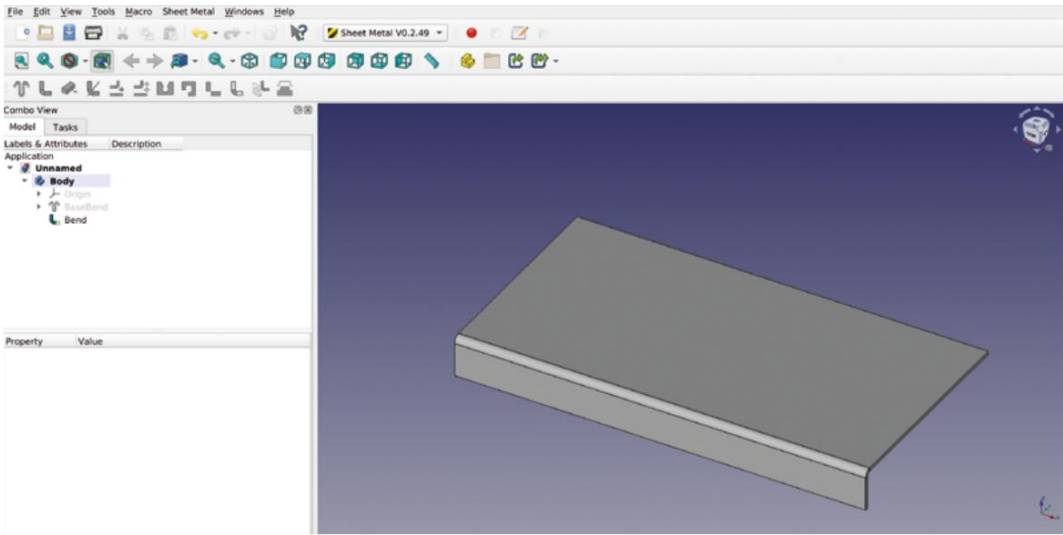 File Edit View Tools Macro Sheet Metal Windows Help
Sheet Metal V0.2.49
Combo View
Model Tasks
Labels & Attributes Description
Application
Unnamed
Body
Origin
BaseBend
Bend
Property Value